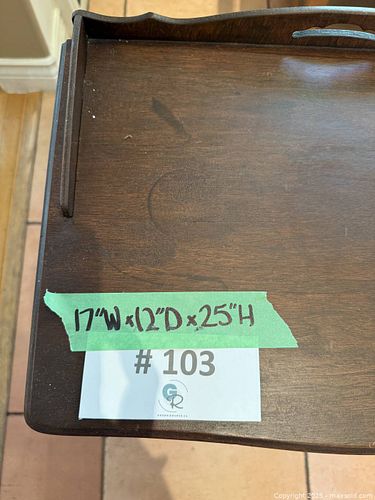 17"W x 12"D x 25"H
# 103
GR
Copyright 2025 - maxsold.com